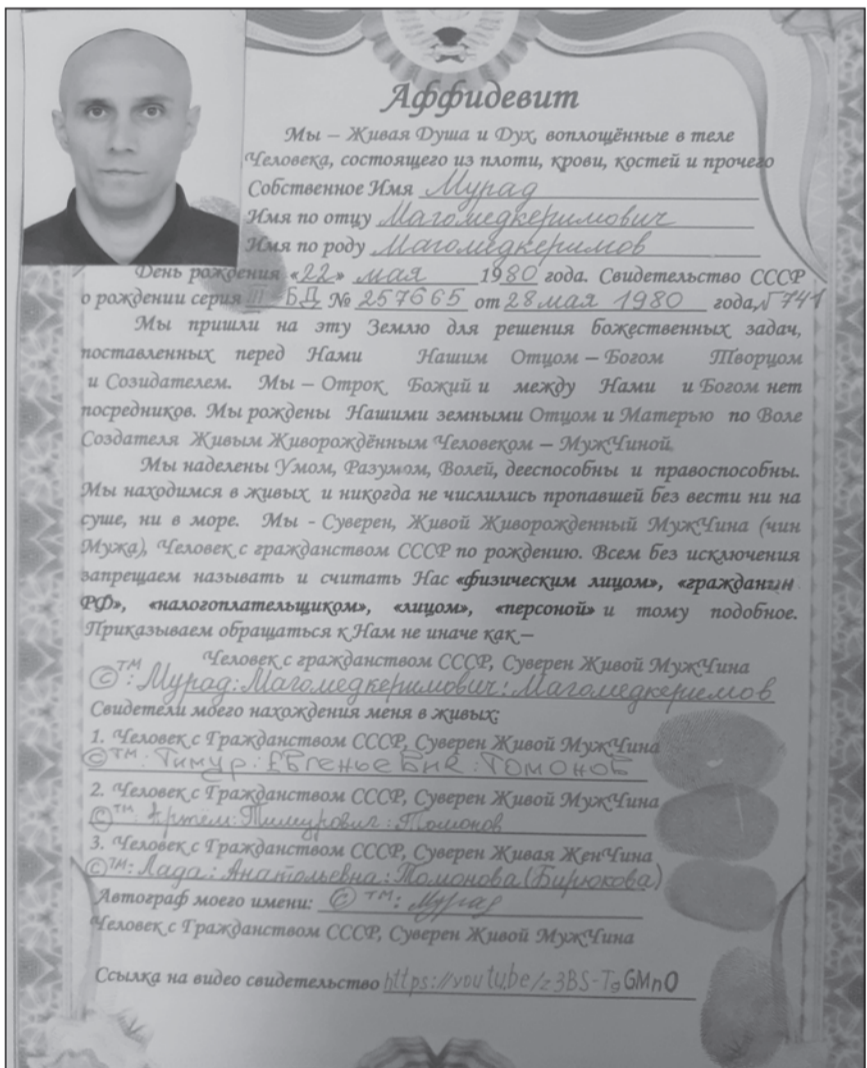 Аффидевит
Мы – Живая Душа и Дух, воплощённые в теле
Человека, состоящего из плоти, крови, костей и прочего
Собственное Имя Мурад
Имя по отцу Магомедкеримович
Имя по роду Магомедкеримов
День рождения «22» мая 1980 года. Свидетельство СССР
о рождении серия III-БД № 257665 от 28 мая 1980 года, Г741
Мы пришли на эту Землю для решения божественных задач,
поставленных перед Нами Нашим Отцом – Богом Творцом
и Созидателем. Мы – Отрок Божий и между Нами и Богом нет
посредников. Мы рождены Нашими земными Отцом и Матерью по Воле
Создателя Живым Живорождённым Человеком – МужЧиной.
Мы наделены Умом, Разумом, Волей, дееспособны и правоспособны.
Мы находимся в живых и никогда не числились пропавшей без вести ни на
суше, ни в море. Мы - Суверен, Живой Живорожденный МужЧина (чин
Мужа), Человек с гражданством СССР по рождению. Всем без исключения
запрещаем называть и считать Нас «физическим лицом», «гражданин
РФ», «налогоплательщиком», «лицом», «персоной» и тому подобное.
Приказываем обращаться к Нам не иначе как –
Человек с гражданством СССР, Суверен Живой МужЧина
©™: Мурад: Магомедкеримович: Магомедкеримов
Свидетели моего нахождения меня в живых:
1. Человек с Гражданством СССР, Суверен Живой МужЧина
©™: Тимур: Евгеньевич: Томонов
2. Человек с Гражданством СССР, Суверен Живой МужЧина
©™: Артём: Тимурович: Томонов
3. Человек с Гражданством СССР, Суверен Живая ЖенЧина
©™: Лада: Анатольевна: Томонова (Бирюкова)
Автограф моего имени: ©™: Мурад
Человек с Гражданством СССР, Суверен Живой МужЧина
Ссылка на видео свидетельство https://youtube/z3BS-TgGMnO